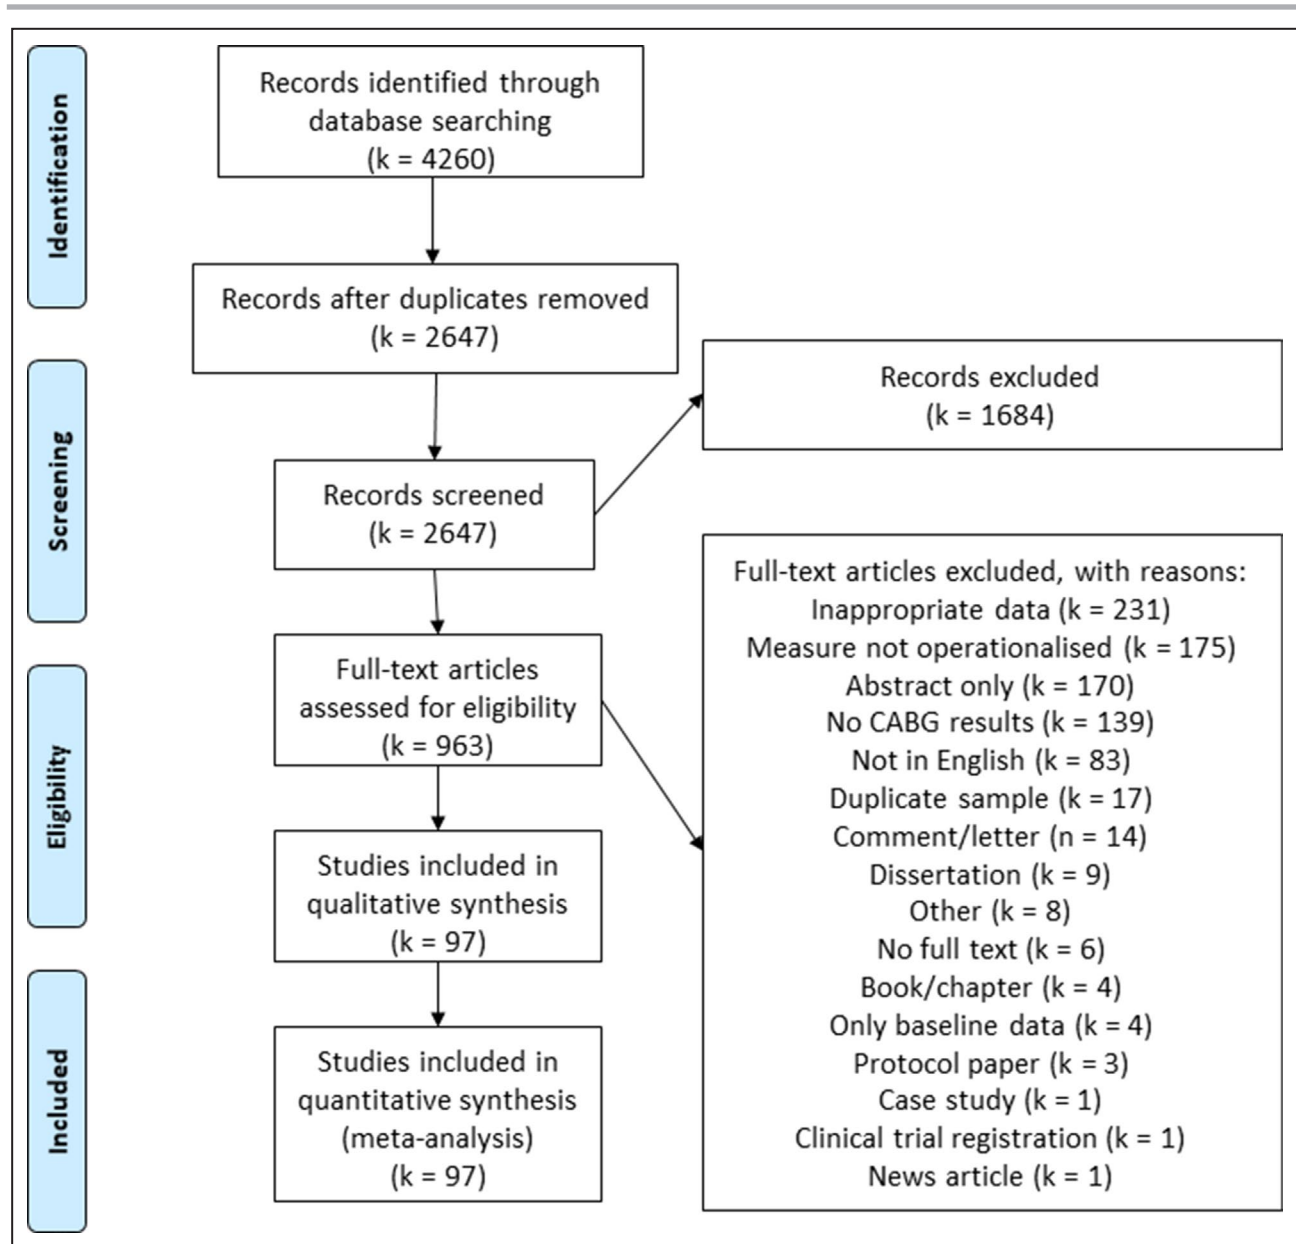 Identification
Records identified through
database searching
(k = 4260)
Records after duplicates removed
(k = 2647)
Screening
Records screened
(k = 2647)
Records excluded
(k = 1684)
Eligibility
Full-text articles
assessed for eligibility
(k = 963)
Full-text articles excluded, with reasons:
Inappropriate data (k = 231)
Measure not operationalised (k = 175)
Abstract only (k = 170)
No CABG results (k = 139)
Not in English (k = 83)
Duplicate sample (k = 17)
Comment/letter (n = 14)
Dissertation (k = 9)
Other (k = 8)
No full text (k = 6)
Book/chapter (k = 4)
Only baseline data (k = 4)
Protocol paper (k = 3)
Case study (k = 1)
Clinical trial registration (k = 1)
News article (k = 1)
Studies included in
qualitative synthesis
(k = 97)
Included
Studies included in
quantitative synthesis
(meta-analysis)
(k = 97)